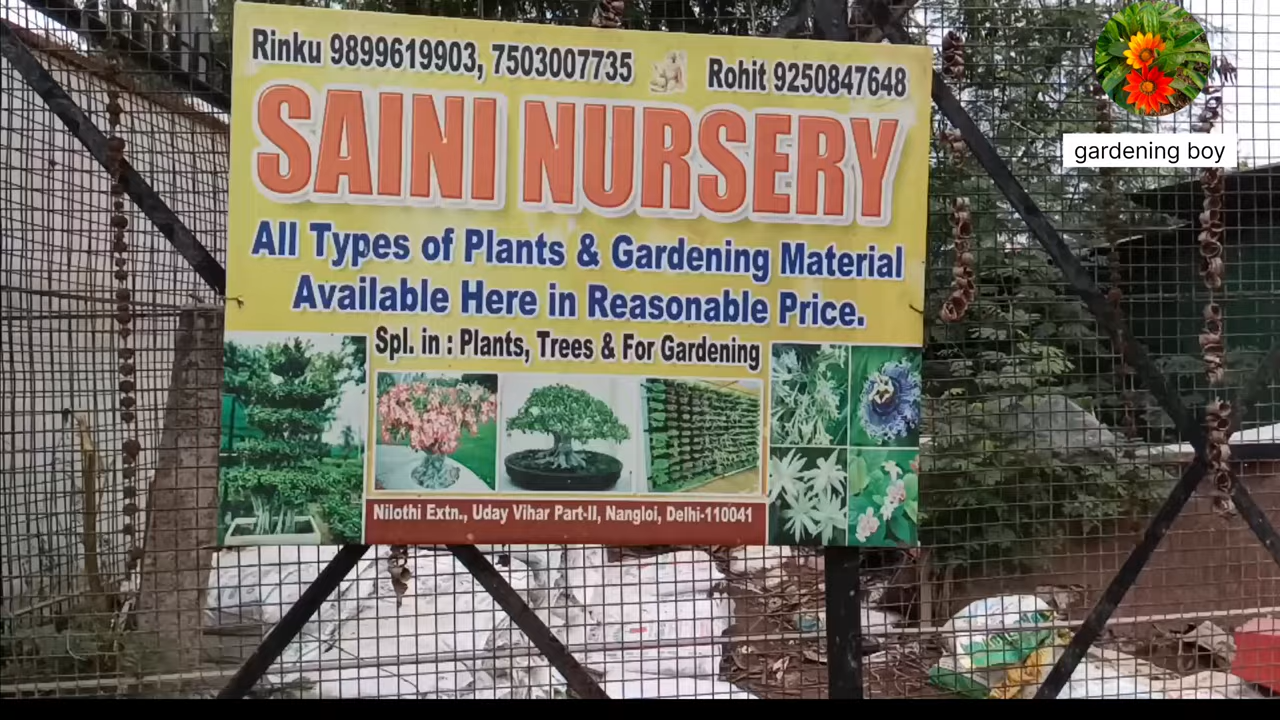 Rinku 9899619903, 7503007735 Rohit 9250847648
SAINI NURSERY
All Types of Plants & Gardening Material
Available Here in Reasonable Price.
Spl. in : Plants, Trees & For Gardening
Nilothi Extn., Uday Vihar Part-II, Nangloi, Delhi-110041
gardening boy